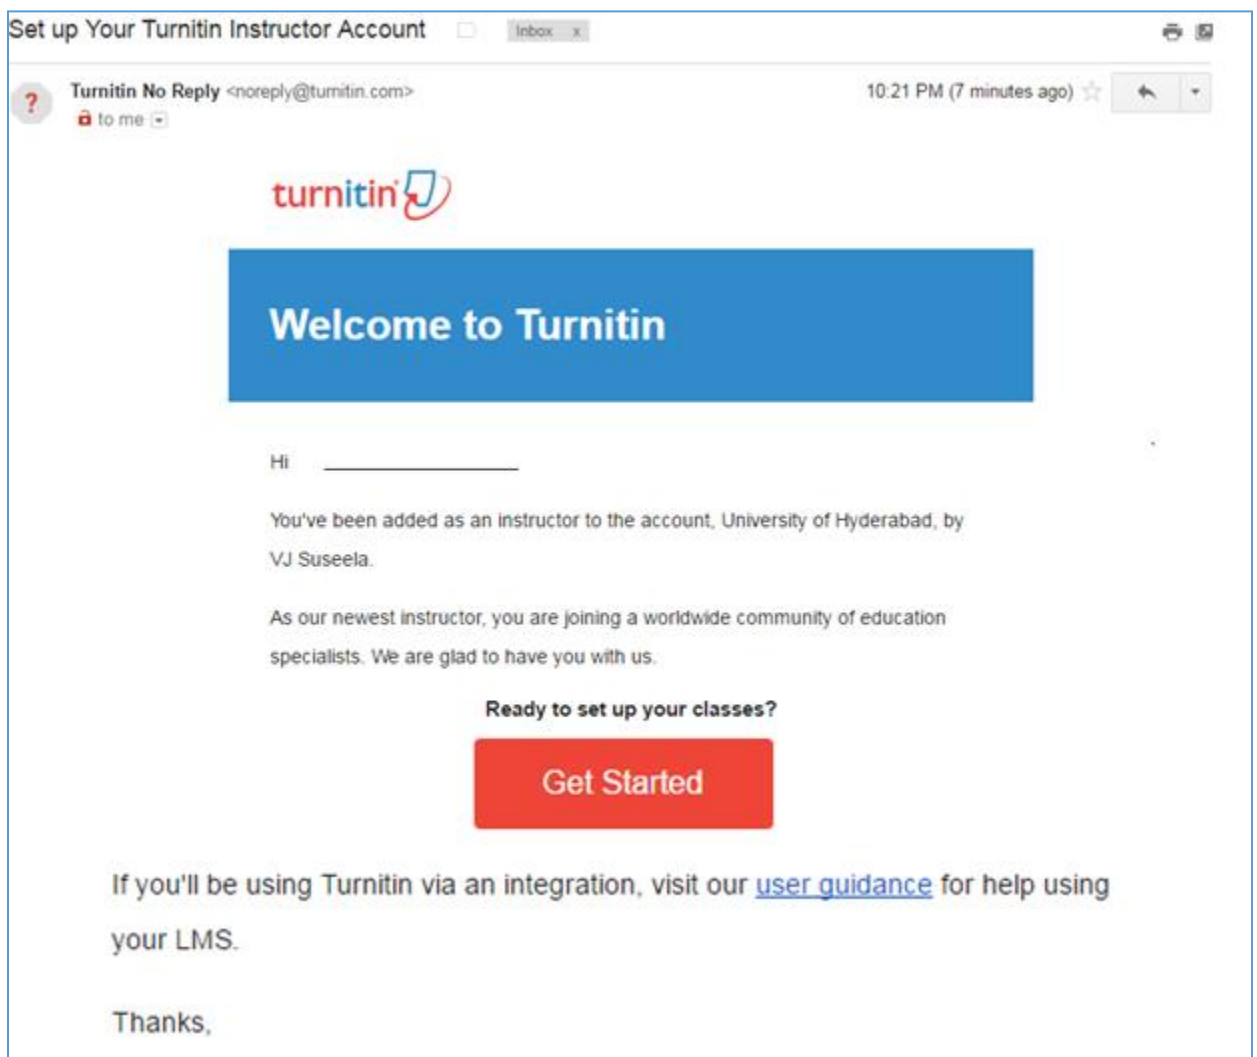 Set up Your Turnitin Instructor Account
Inbox x
Turnitin No Reply <noreply@turnitin.com>
10:21 PM (7 minutes ago)
?
to me
turnitin
Welcome to Turnitin
Hi
You've been added as an instructor to the account, University of Hyderabad, by
VJ Suseela.
As our newest instructor, you are joining a worldwide community of education
specialists. We are glad to have you with us.
Ready to set up your classes?
Get Started
If you'll be using Turnitin via an integration, visit our user guidance for help using
your LMS.
Thanks,